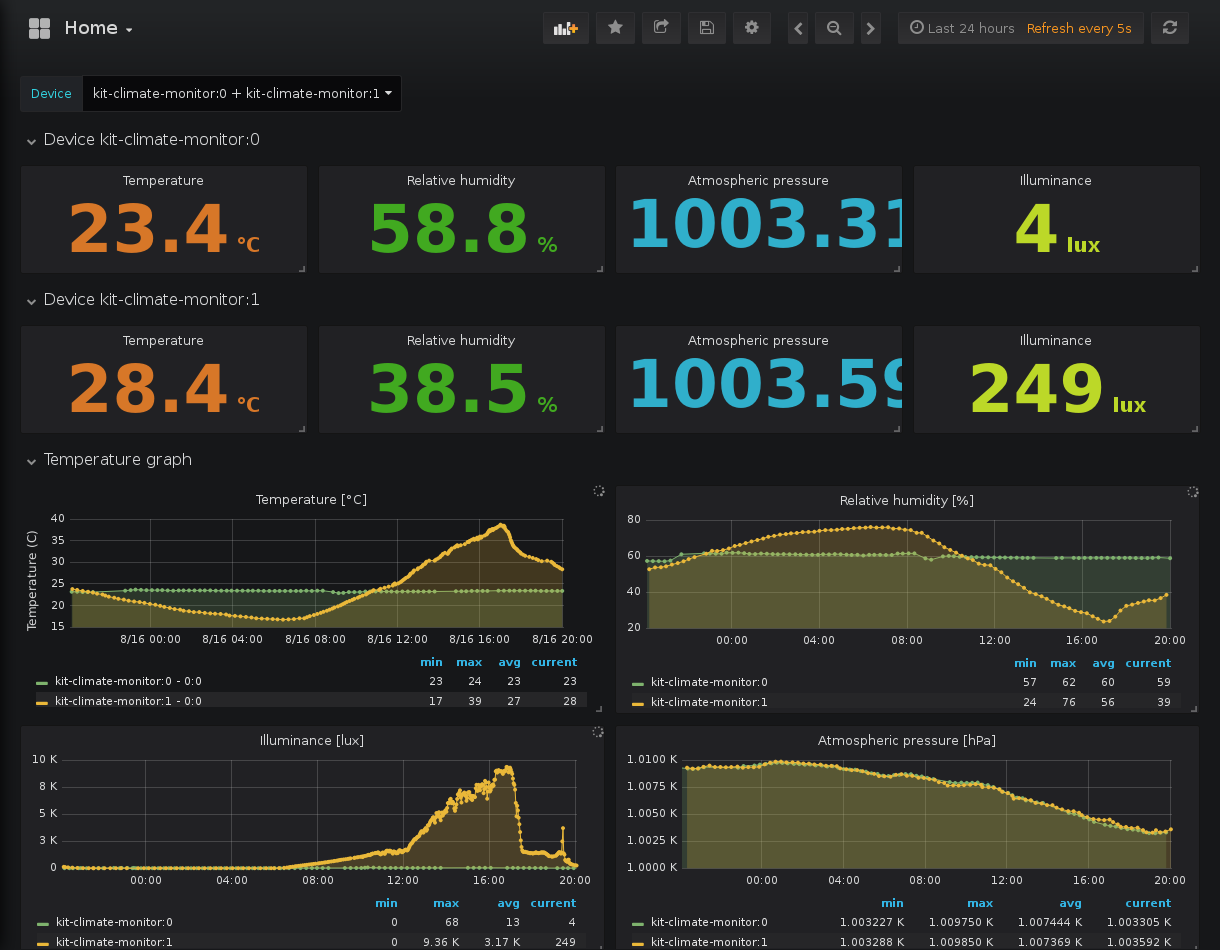 Home
Last 24 hours Refresh every 5s
Device kit-climate-monitor:0 + kit-climate-monitor:1
Device kit-climate-monitor:0
Temperature Relative humidity Atmospheric pressure Illuminance
23.4 °C 58.8 % 1003.31 4 lux
Device kit-climate-monitor:1
Temperature Relative humidity Atmospheric pressure Illuminance
28.4 °C 38.5 % 1003.59 249 lux
Temperature graph
Temperature [°C]
Temperature (C)
40
35
30
25
20
15
8/16 00:00 8/16 04:00 8/16 08:00 8/16 12:00 8/16 16:00 8/16 20:00
min max avg current
kit-climate-monitor:0 - 0:0 23 24 23 23
kit-climate-monitor:1 - 0:0 17 39 27 28
Relative humidity [%]
80
60
40
20
00:00 04:00 08:00 12:00 16:00 20:00
min max avg current
kit-climate-monitor:0 57 62 60 59
kit-climate-monitor:1 24 76 56 39
Illuminance [lux]
10 K
8 K
5 K
3 K
0
00:00 04:00 08:00 12:00 16:00 20:00
min max avg current
kit-climate-monitor:0 0 68 13 4
kit-climate-monitor:1 0 9.36 K 3.17 K 249
Atmospheric pressure [hPa]
1.0100 K
1.0075 K
1.0050 K
1.0025 K
1.0000 K
00:00 04:00 08:00 12:00 16:00 20:00
min max avg current
kit-climate-monitor:0 1.003227 K 1.009750 K 1.007444 K 1.003305 K
kit-climate-monitor:1 1.003288 K 1.009850 K 1.007369 K 1.003592 K